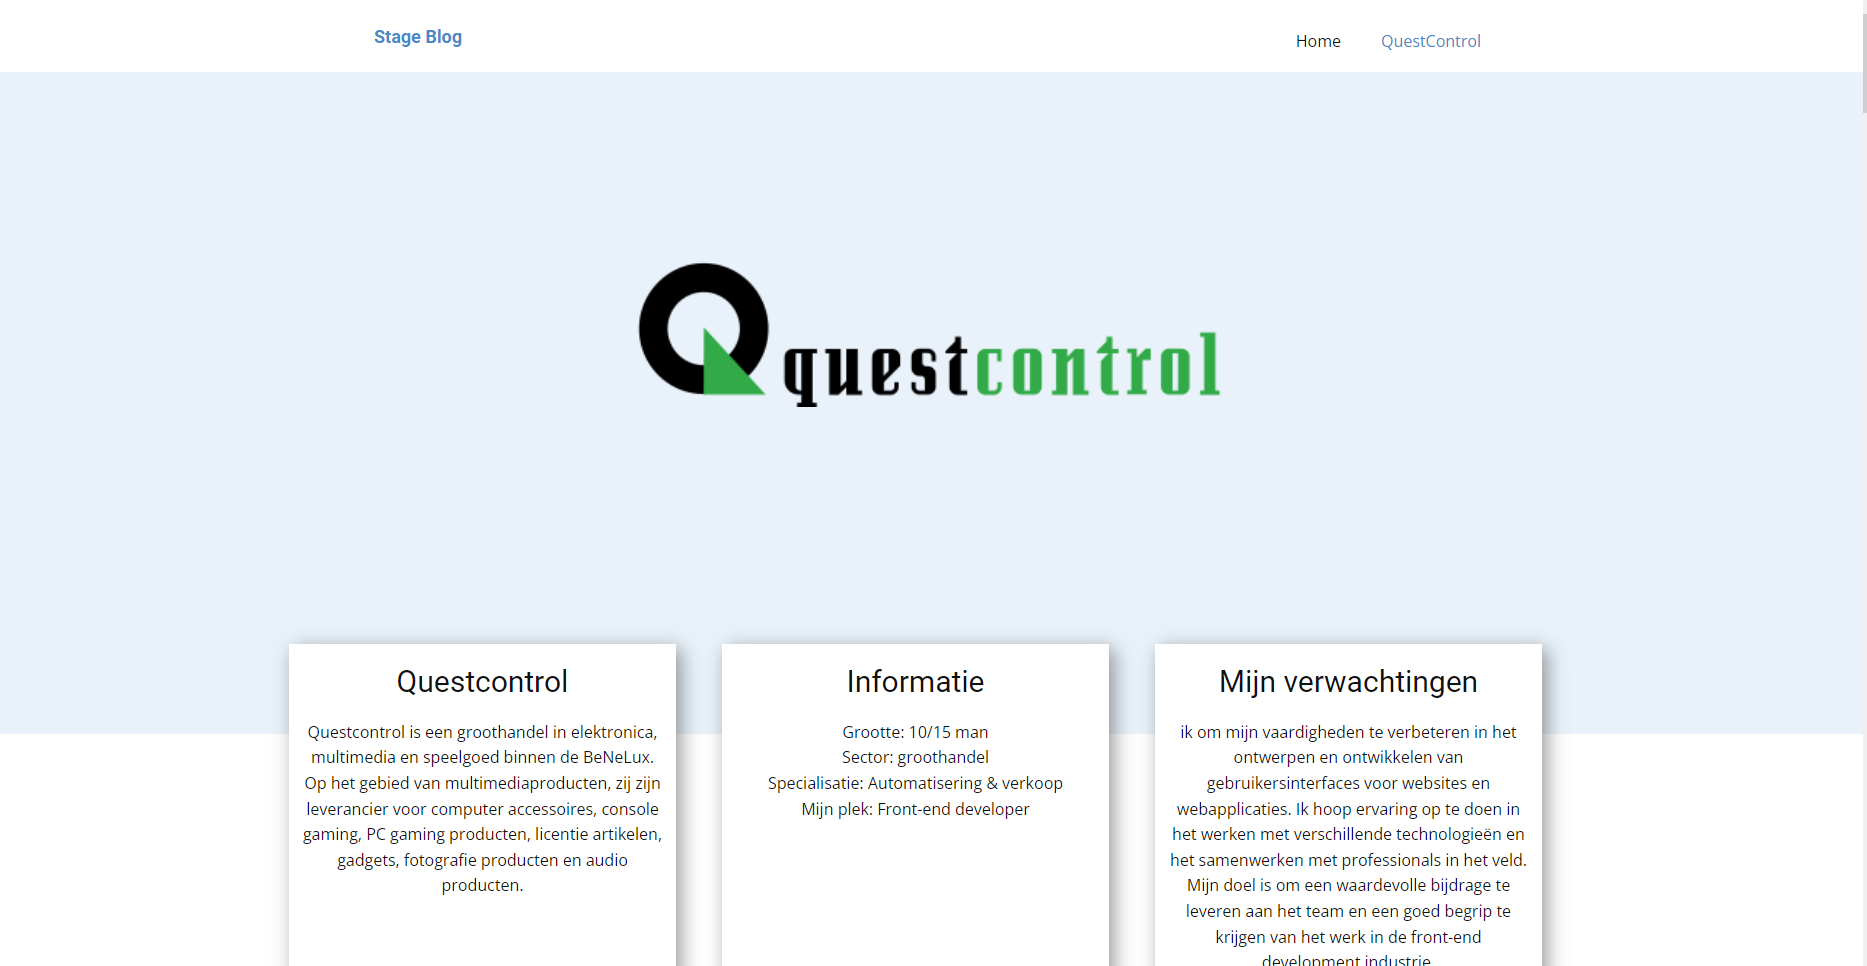 Stage Blog
Home
QuestControl
questcontrol
Questcontrol
Questcontrol is een groothandel in elektronica,
multimedia en speelgoed binnen de BeNeLux.
Op het gebied van multimediaproducten, zij zijn
leverancier voor computer accessoires, console
gaming, PC gaming producten, licentie artikelen,
gadgets, fotografie producten en audio
producten.
Informatie
Grootte: 10/15 man
Sector: groothandel
Specialisatie: Automatisering & verkoop
Mijn plek: Front-end developer
Mijn verwachtingen
ik om mijn vaardigheden te verbeteren in het
ontwerpen en ontwikkelen van
gebruikersinterfaces voor websites en
webapplicaties. Ik hoop ervaring op te doen in
het werken met verschillende technologieën en
het samenwerken met professionals in het veld.
Mijn doel is om een waardevolle bijdrage te
leveren aan het team en een goed begrip te
krijgen van het werk in de front-end
development industrie